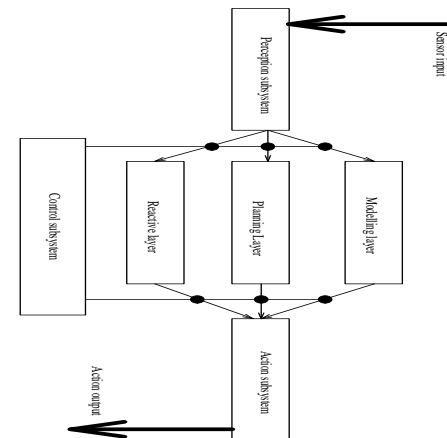 Sensor input
Perception subsystem
Modelling layer
Planning Layer
Reactive layer
Control subsystem
Action subsystem
Action output